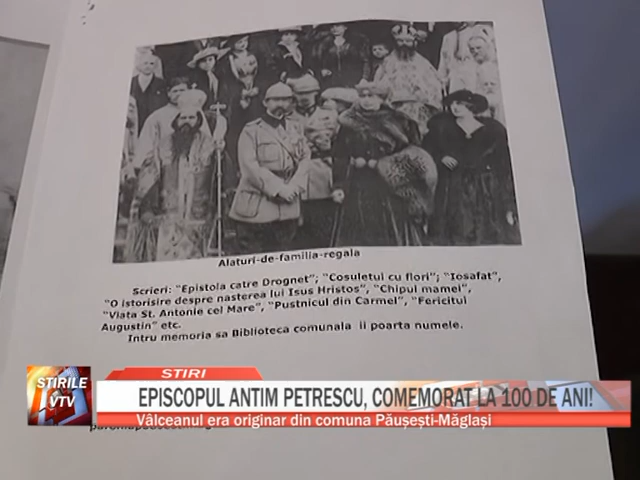 Alaturi-de-familia-regala
Scrieri: "Epistola catre Drognet"; "Cosuletul cu flori"; "Iosafat",
"O istorisire despre nasterea lui Isus Hristos", "Chipul mamei",
"Viata St. Antonie cel Mare", "Pustnicul din Carmel", "Fericitul
Augustin" etc.
Intru memoria sa Biblioteca comunala ii poarta numele.
STIRI
STIRILE
VTV
EPISCOPUL ANTIM PETRESCU, COMEMORAT LA 100 DE ANI!
Vâlceanul era originar din comuna Păușești-Măglași